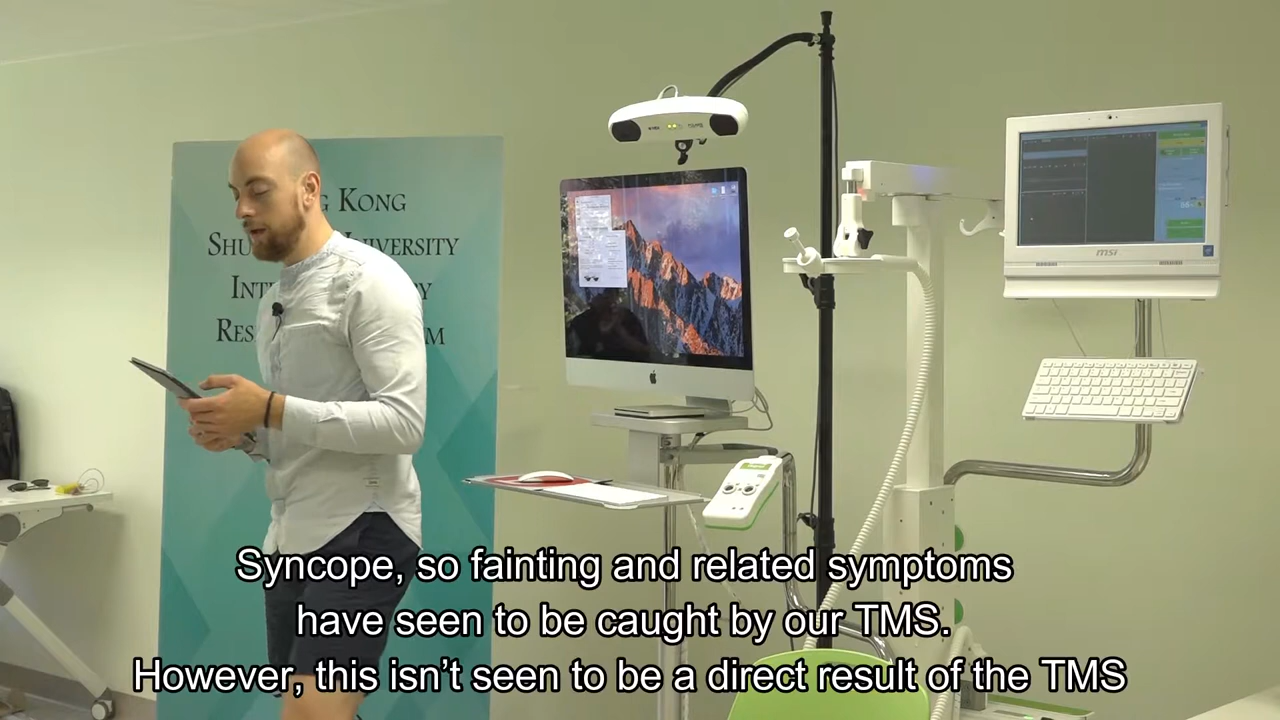 G KONG
SHU IVERSITY
INT Y
RES M
msi
Syncope, so fainting and related symptoms
have seen to be caught by our TMS.
However, this isn't seen to be a direct result of the TMS